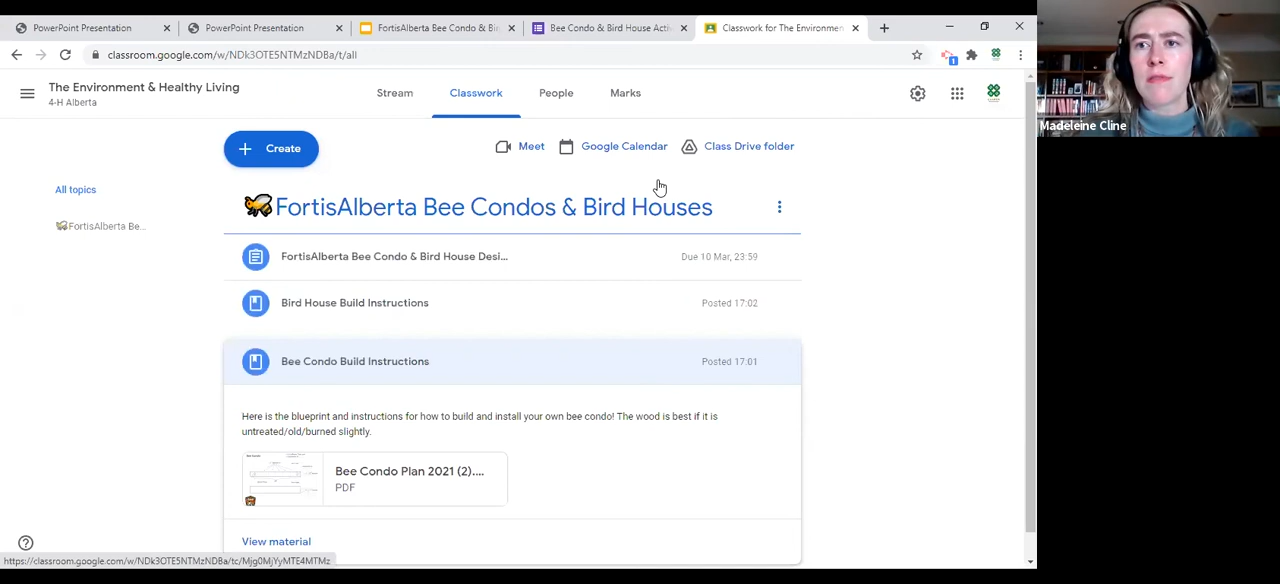 PowerPoint Presentation
PowerPoint Presentation
FortisAlberta Bee Condo & Bi
Bee Condo & Bird House Activ
Classwork for The Environmen
classroom.google.com/w/NDk3OTE5NTMzNDBa/t/all
1
The Environment & Healthy Living
4-H Alberta
Stream
Classwork
People
Marks
Create
Meet
Google Calendar
Class Drive folder
All topics
FortisAlberta Be...
FortisAlberta Bee Condos & Bird Houses
FortisAlberta Bee Condo & Bird House Desi...
Due 10 Mar, 23:59
Bird House Build Instructions
Posted 17:02
Bee Condo Build Instructions
Posted 17:01
Here is the blueprint and instructions for how to build and install your own bee condo! The wood is best if it is
untreated/old/burned slightly.
Bee Condo Plan 2021 (2)....
PDF
View material
https://classroom.google.com/w/NDk3OTE5NTMzNDBa/tc/Mjg0MjYyMTE4MTMz
Madeleine Cline